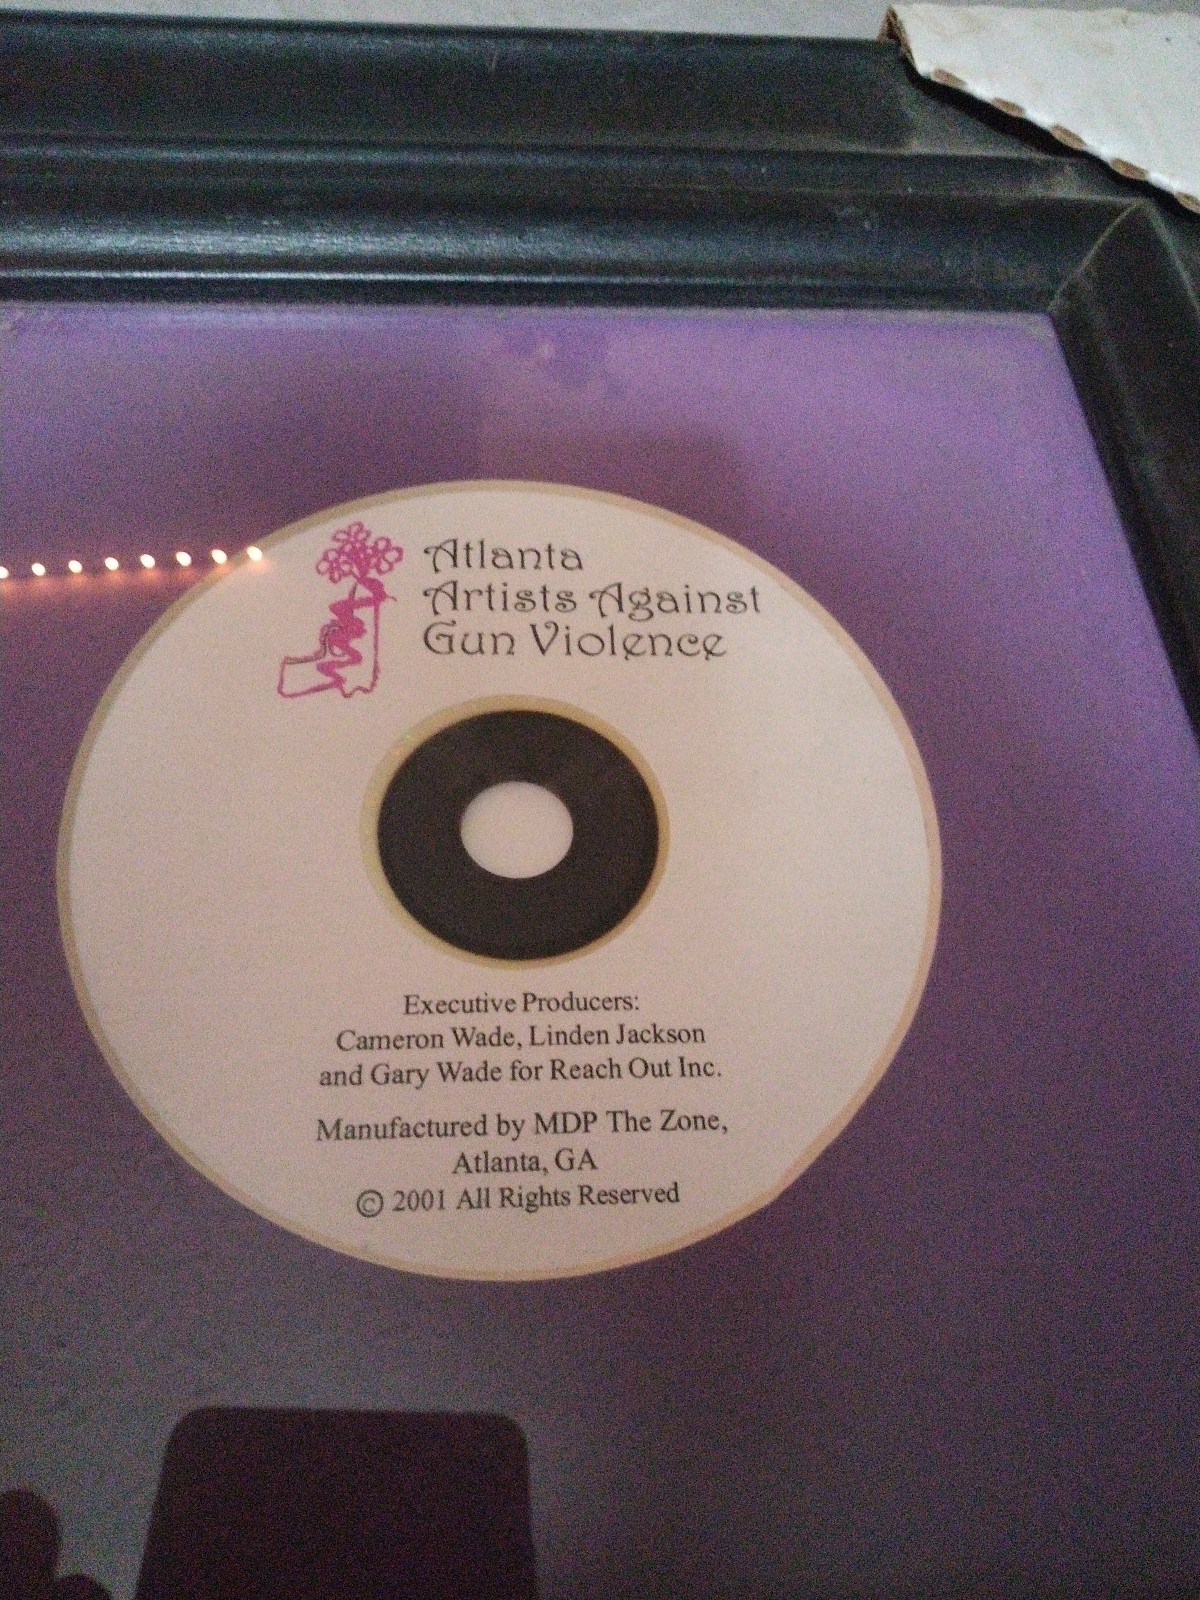 Atlanta
Artists Against
Gun Violence
Executive Producers:
Cameron Wade, Linden Jackson
and Gary Wade for Reach Out Inc.
Manufactured by MDP The Zone,
Atlanta, GA
© 2001 All Rights Reserved